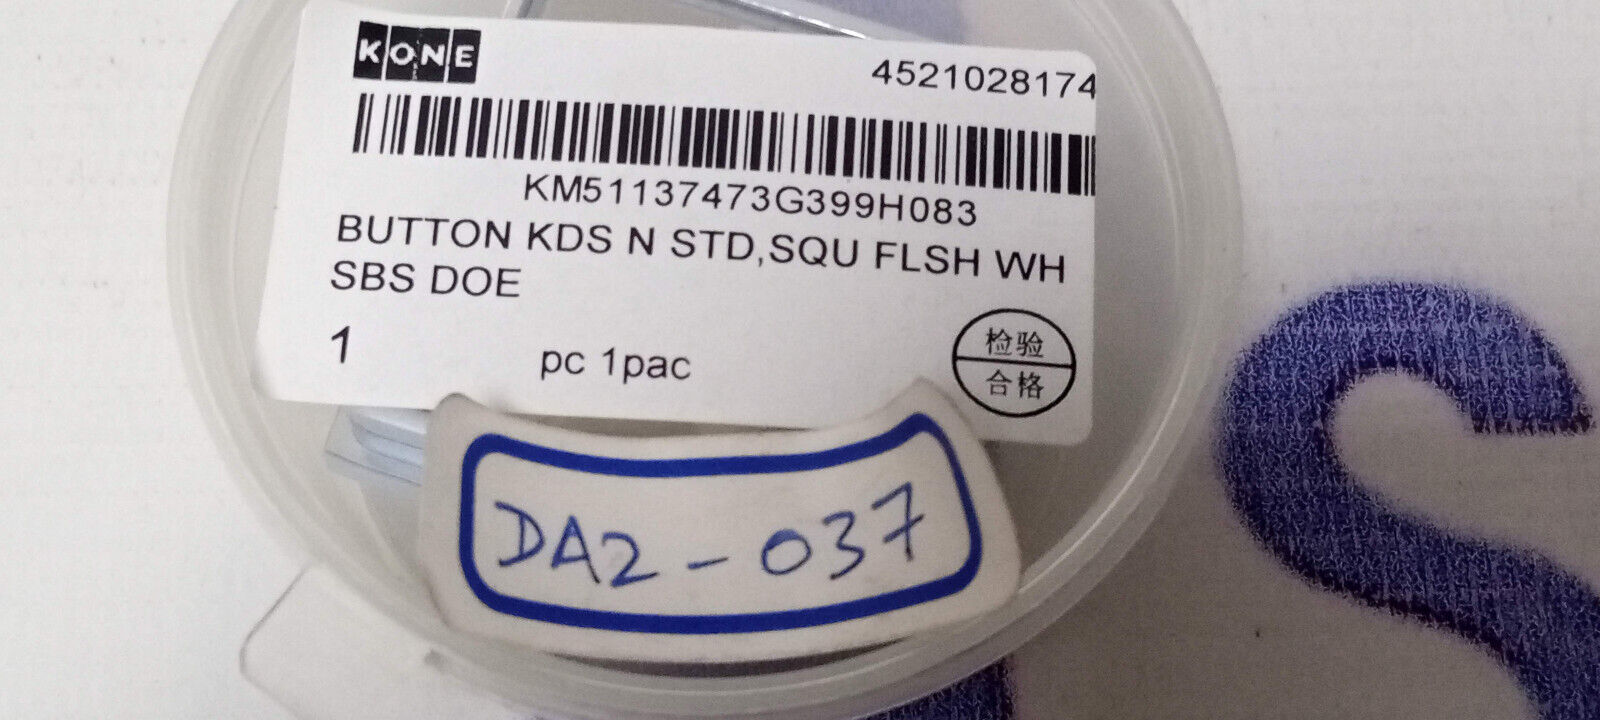 KONE
4521028174
KM51137473G399H083
BUTTON KDS N STD,SQU FLSH WH
SBS DOE
1 pc 1pac
检验
合格
DA2-037
S